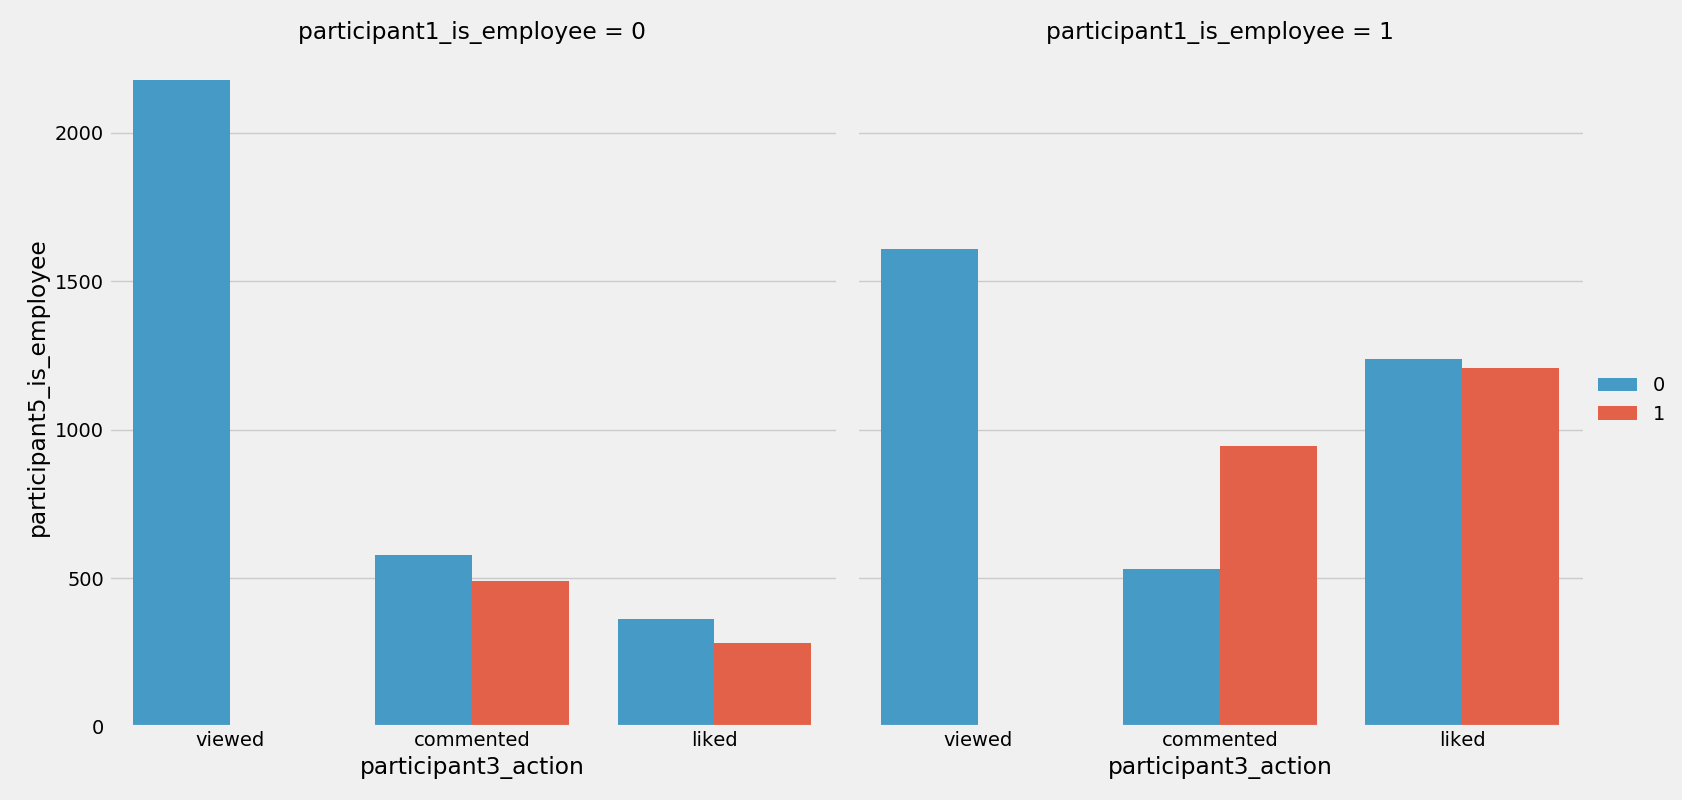 participant1_is_employee = 0
participant1_is_employee = 1
participant5_is_employee
2000
1500
1000
500
0
viewed
commented
liked
participant3_action
viewed
commented
liked
participant3_action
0
1